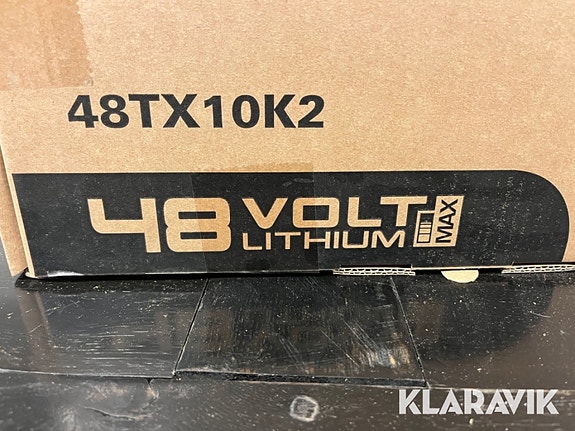 48TX10K2
48 VOLT
LITHIUM
MAX
KLARAVIK